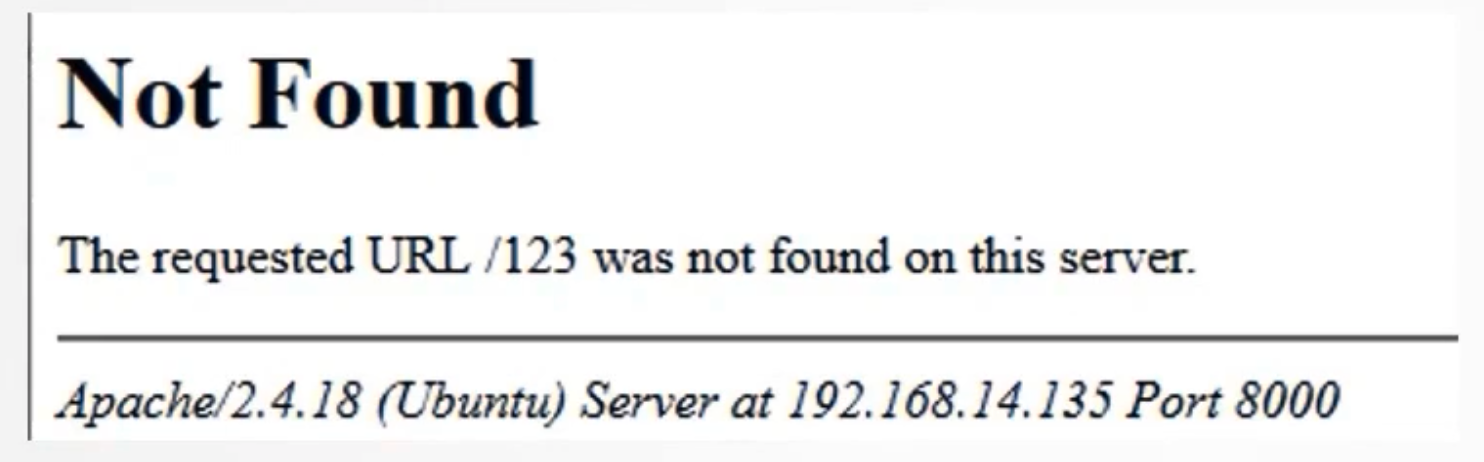 Not Found
The requested URL /123 was not found on this server.
Apache/2.4.18 (Ubuntu) Server at 192.168.14.135 Port 8000